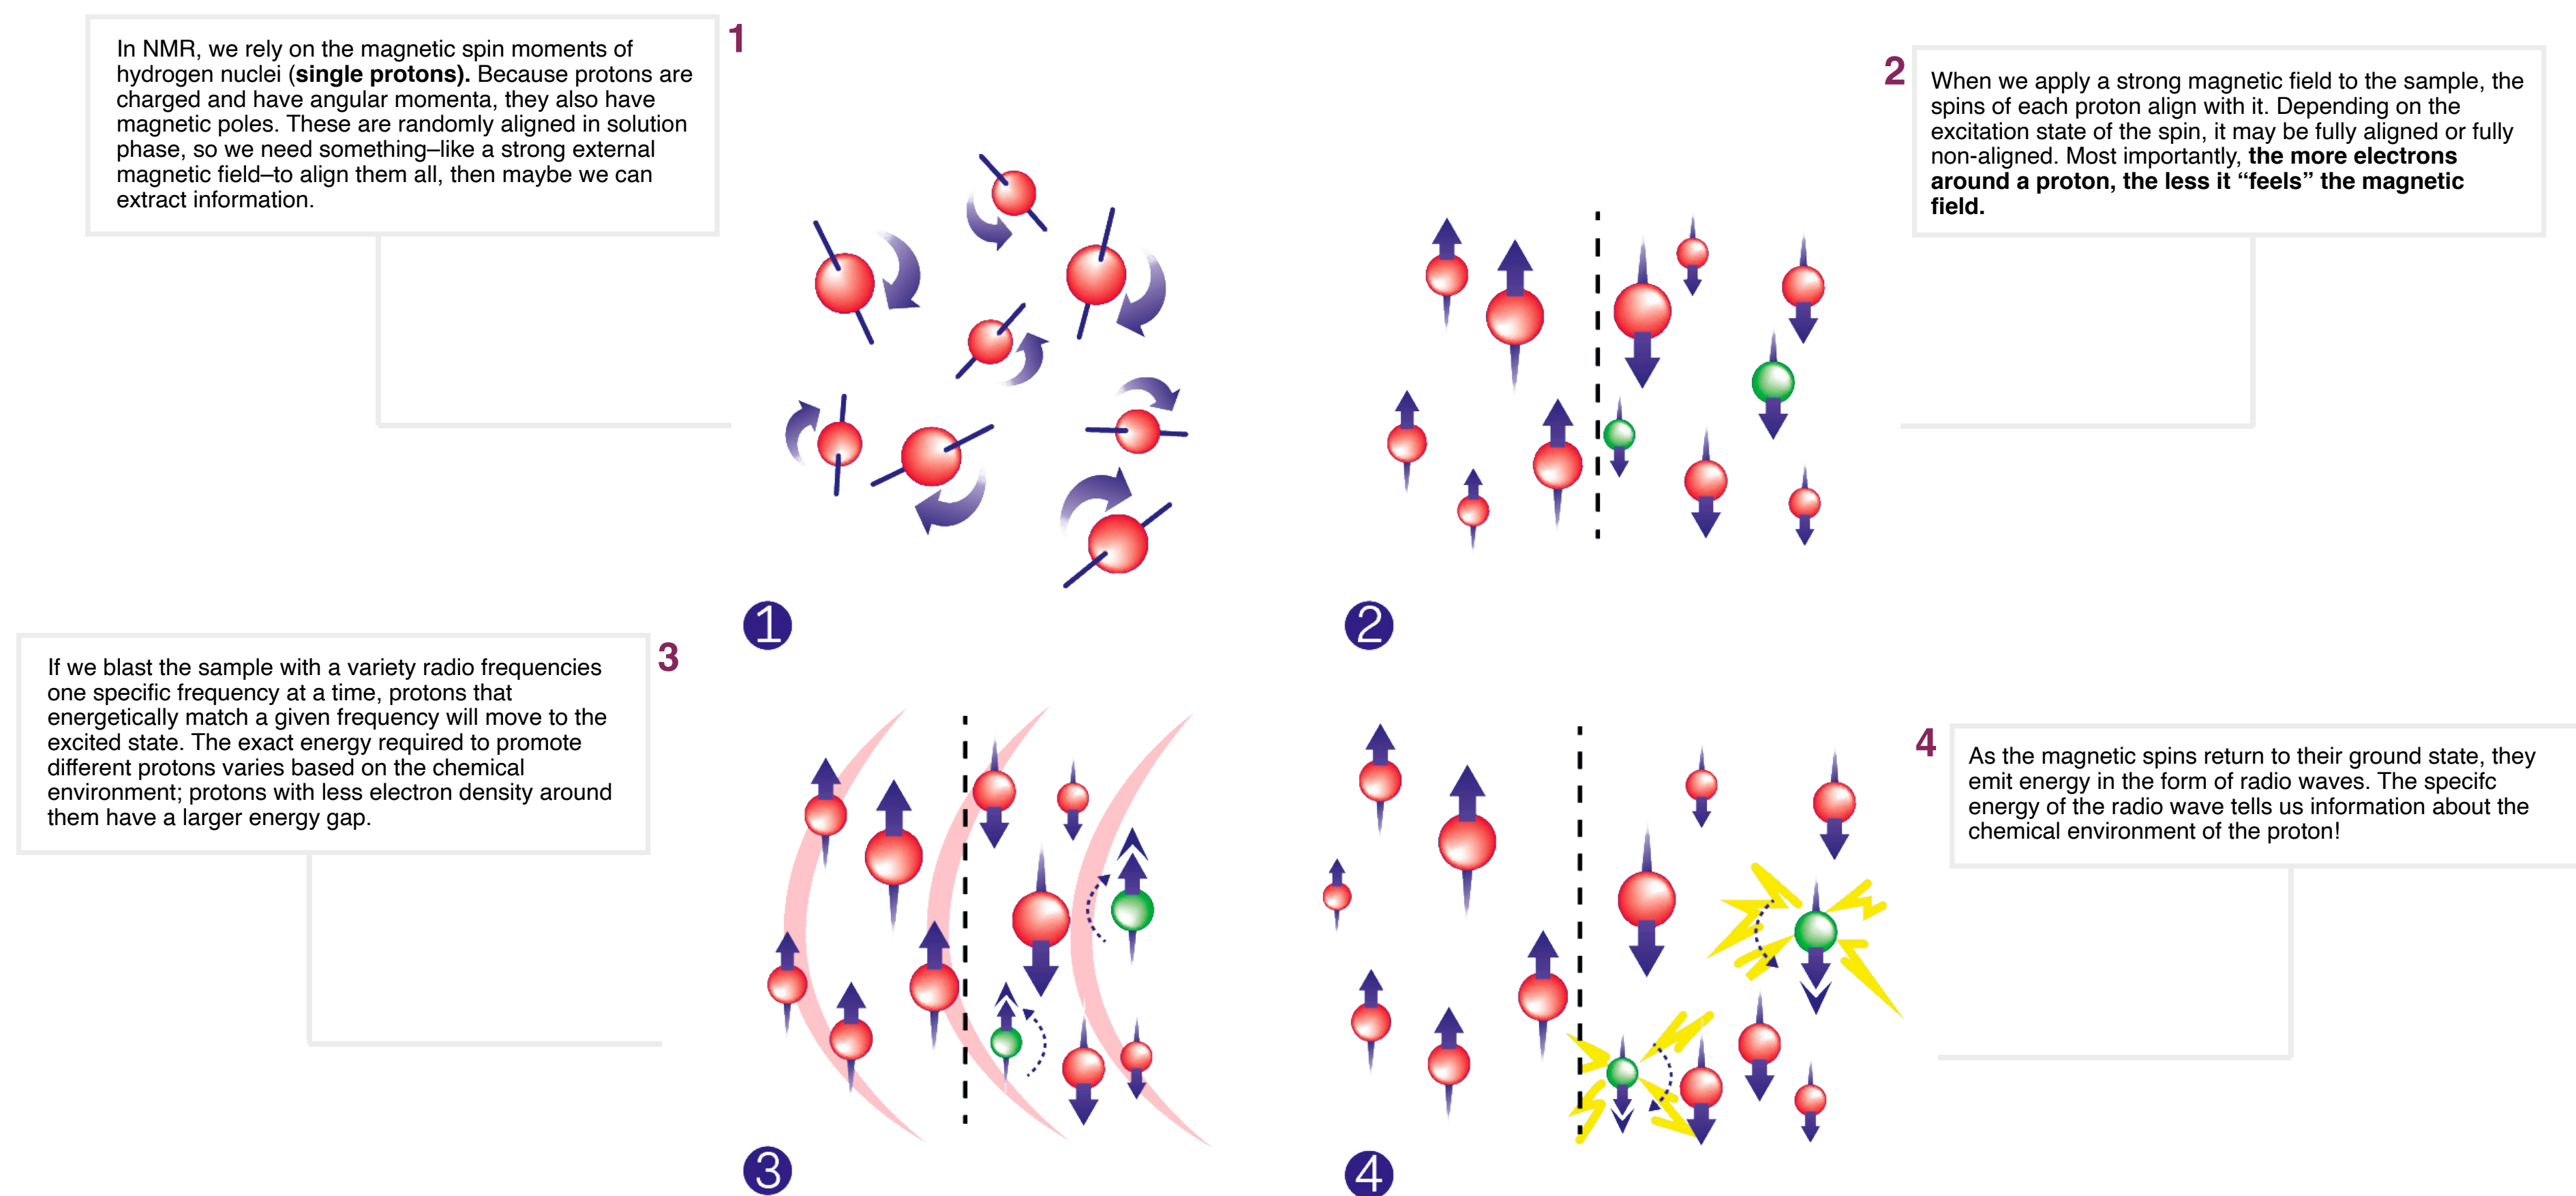 1
In NMR, we rely on the magnetic spin moments of
hydrogen nuclei (single protons). Because protons are
charged and have angular momenta, they also have
magnetic poles. These are randomly aligned in solution
phase, so we need something–like a strong external
magnetic field–to align them all, then maybe we can
extract information.
2
When we apply a strong magnetic field to the sample, the
spins of each proton align with it. Depending on the
excitation state of the spin, it may be fully aligned or fully
non-aligned. Most importantly, the more electrons
around a proton, the less it “feels” the magnetic
field.
1
2
3
If we blast the sample with a variety radio frequencies
one specific frequency at a time, protons that
energetically match a given frequency will move to the
excited state. The exact energy required to promote
different protons varies based on the chemical
environment; protons with less electron density around
them have a larger energy gap.
4
As the magnetic spins return to their ground state, they
emit energy in the form of radio waves. The specifc
energy of the radio wave tells us information about the
chemical environment of the proton!
3
4